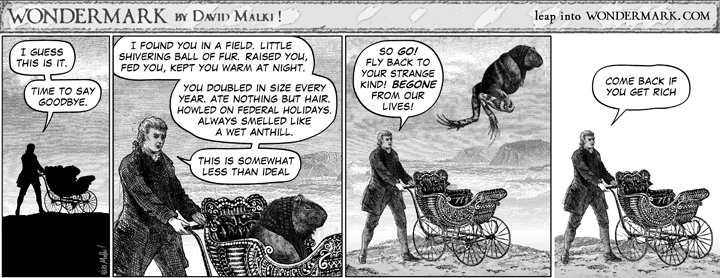 WONDERMARK BY DAVID MALKI !
leap into WONDERMARK.COM
I GUESS
THIS IS IT.
TIME TO SAY
GOODBYE.
I FOUND YOU IN A FIELD. LITTLE
SHIVERING BALL OF FUR. RAISED YOU,
FED YOU, KEPT YOU WARM AT NIGHT.
YOU DOUBLED IN SIZE EVERY
YEAR. ATE NOTHING BUT HAIR.
HOWLED ON FEDERAL HOLIDAYS.
ALWAYS SMELLED LIKE
A WET ANTHILL.
THIS IS SOMEWHAT
LESS THAN IDEAL
SO GO!
FLY BACK TO
YOUR STRANGE
KIND! BEGONE
FROM OUR
LIVES!
COME BACK IF
YOU GET RICH